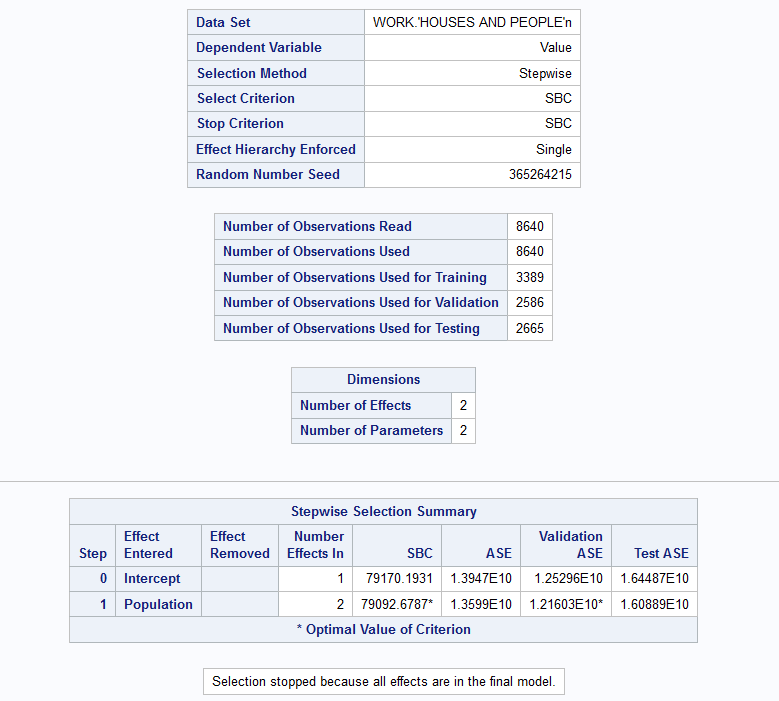 Data Set WORK.'HOUSES AND PEOPLE'n
Dependent Variable Value
Selection Method Stepwise
Select Criterion SBC
Stop Criterion SBC
Effect Hierarchy Enforced Single
Random Number Seed 365264215
Number of Observations Read 8640
Number of Observations Used 8640
Number of Observations Used for Training 3389
Number of Observations Used for Validation 2586
Number of Observations Used for Testing 2665
Dimensions
Number of Effects 2
Number of Parameters 2
Stepwise Selection Summary
Step Effect Entered Effect Removed Number Effects In SBC ASE Validation ASE Test ASE
0 Intercept 1 79170.1931 1.3947E10 1.25296E10 1.64487E10
1 Population 2 79092.6787* 1.3599E10 1.21603E10* 1.60889E10
* Optimal Value of Criterion
Selection stopped because all effects are in the final model.